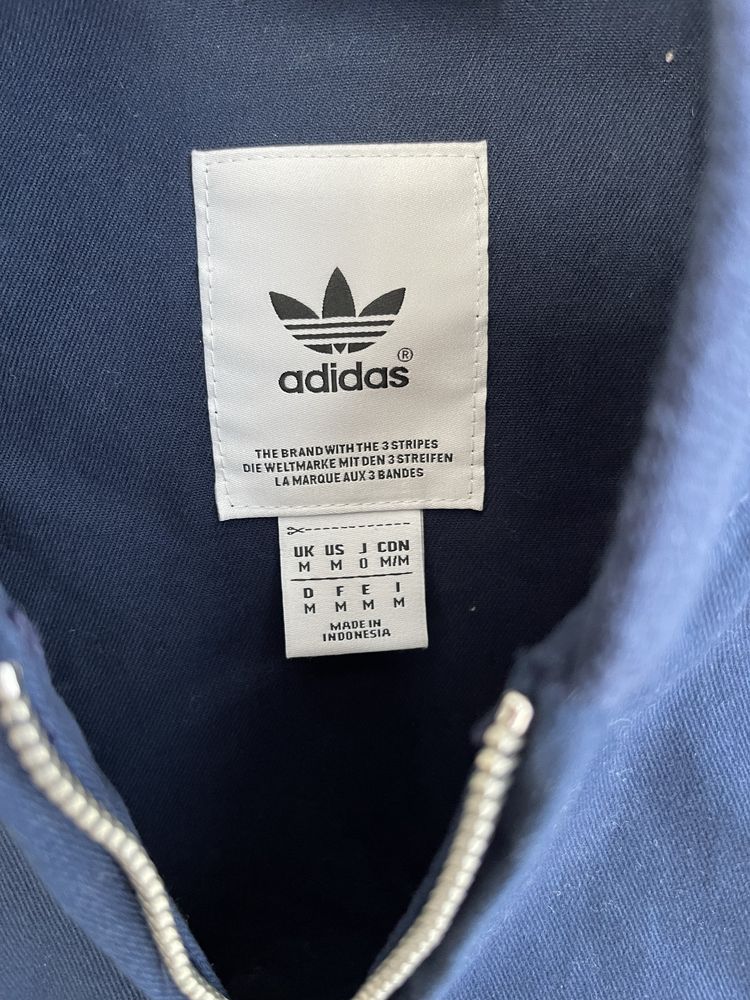 ®
adidas
THE BRAND WITH THE 3 STRIPES
DIE WELTMARKE MIT DEN 3 STREIFEN
LA MARQUE AUX 3 BANDES
UK US J CDN
M M O M/M
D F E I
M M M M
MADE IN
INDONESIA